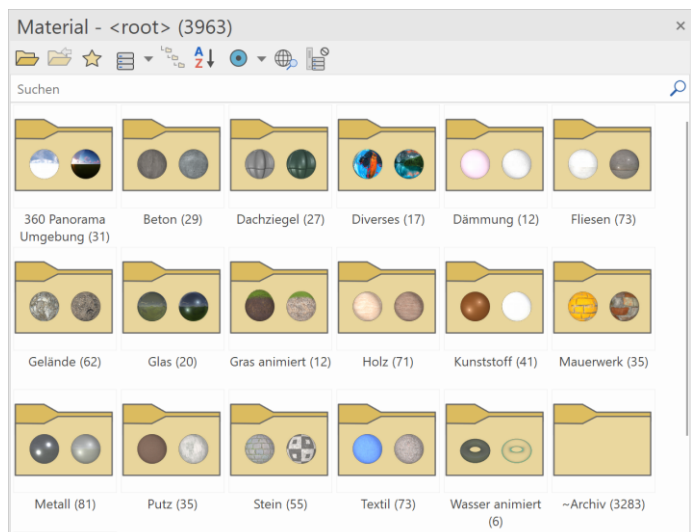 Material - <root> (3963)
Suchen
360 Panorama
Umgebung (31)
Beton (29)
Dachziegel (27)
Diverses (17)
Dämmung (12)
Fliesen (73)
Gelände (62)
Glas (20)
Gras animiert (12)
Holz (71)
Kunststoff (41)
Mauerwerk (35)
Metall (81)
Putz (35)
Stein (55)
Textil (73)
Wasser animiert
(6)
~Archiv (3283)